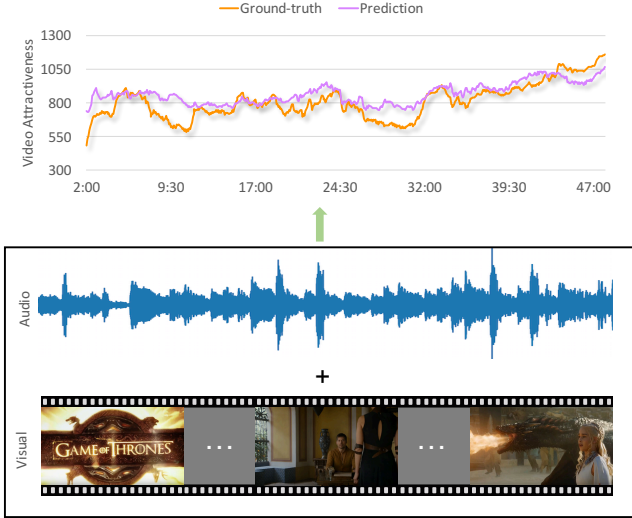 Ground-truth Prediction
Video Attractiveness
1300
1050
800
550
300
2:00 9:30 17:00 24:30 32:00 39:30 47:00
Audio
+
Visual
GAME OF THRONES
...
...